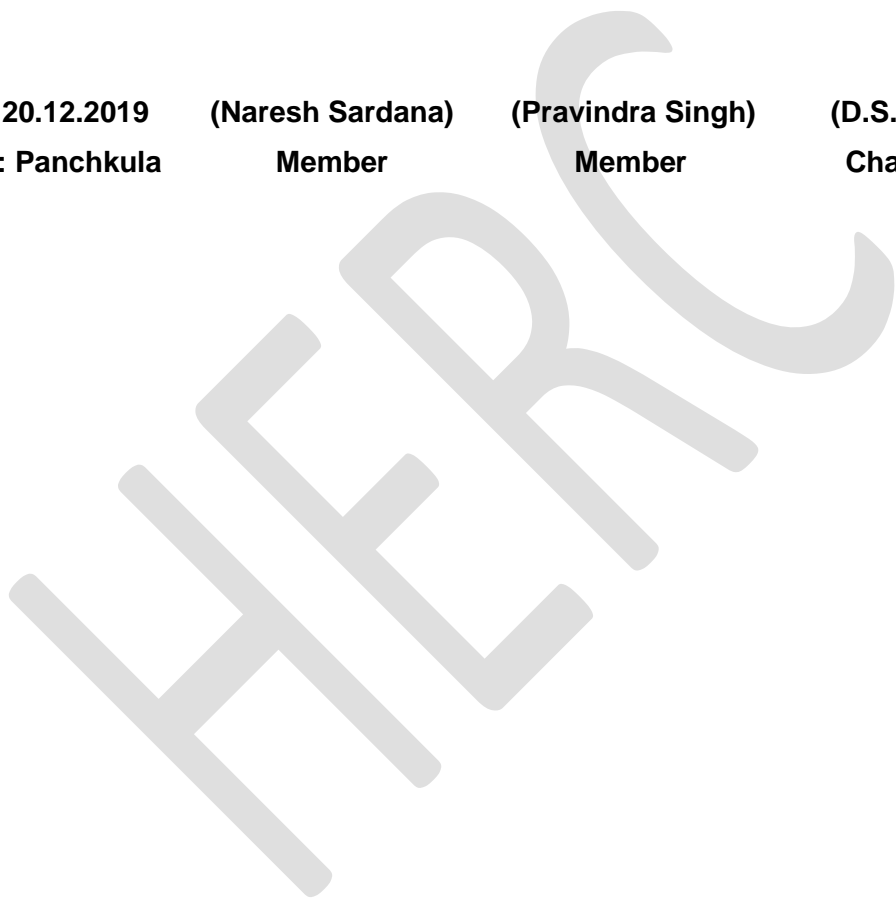 20.12.2019 (Naresh Sardana) (Pravindra Singh) (D.S.
: Panchkula Member Member Cha
HERC